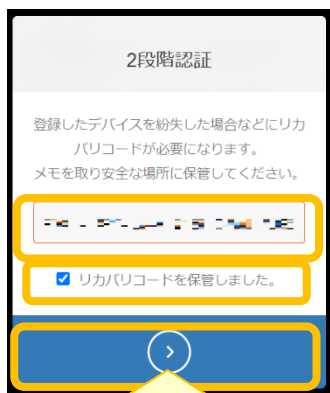 2段階認証
登録したデバイスを紛失した場合などにリカ
バリコードが必要になります。
メモを取り安全な場所に保管してください。
リカバリコードを保管しました。